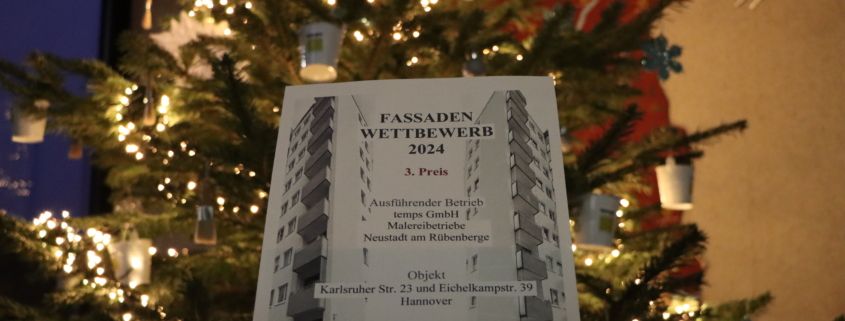 FASSADEN
WETTBEWERB
2024
3. Preis
Ausführender Betrieb
temps GmbH
Malereibetriebe
Neustadt am Rübenberge
Objekt
Karlsruher Str. 23 und Eichelkampstr. 39
Hannover